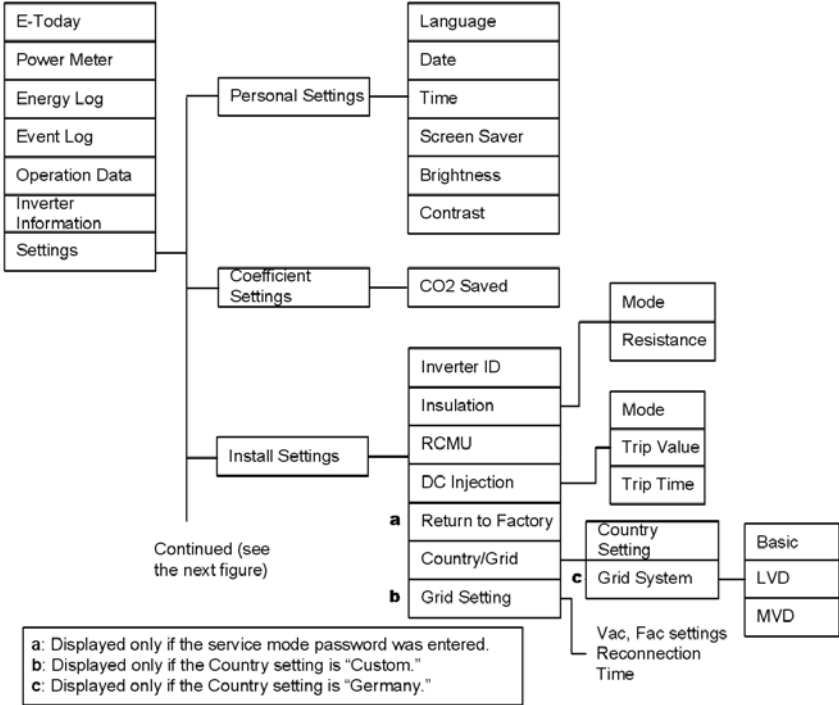 E-Today
Power Meter
Energy Log
Event Log
Operation Data
Inverter
Information
Settings
Personal Settings
Language
Date
Time
Screen Saver
Brightness
Contrast
Coefficient
Settings
CO2 Saved
Install Settings
Inverter ID
Insulation
RCMU
DC Injection
a Return to Factory
Country/Grid
b Grid Setting
Mode
Resistance
Mode
Trip Value
Trip Time
Country
Setting
c Grid System
Basic
LVD
MVD
Vac, Fac settings
Reconnection
Time
Continued (see
the next figure)
a: Displayed only if the service mode password was entered.
b: Displayed only if the Country setting is “Custom.”
c: Displayed only if the Country setting is “Germany.”